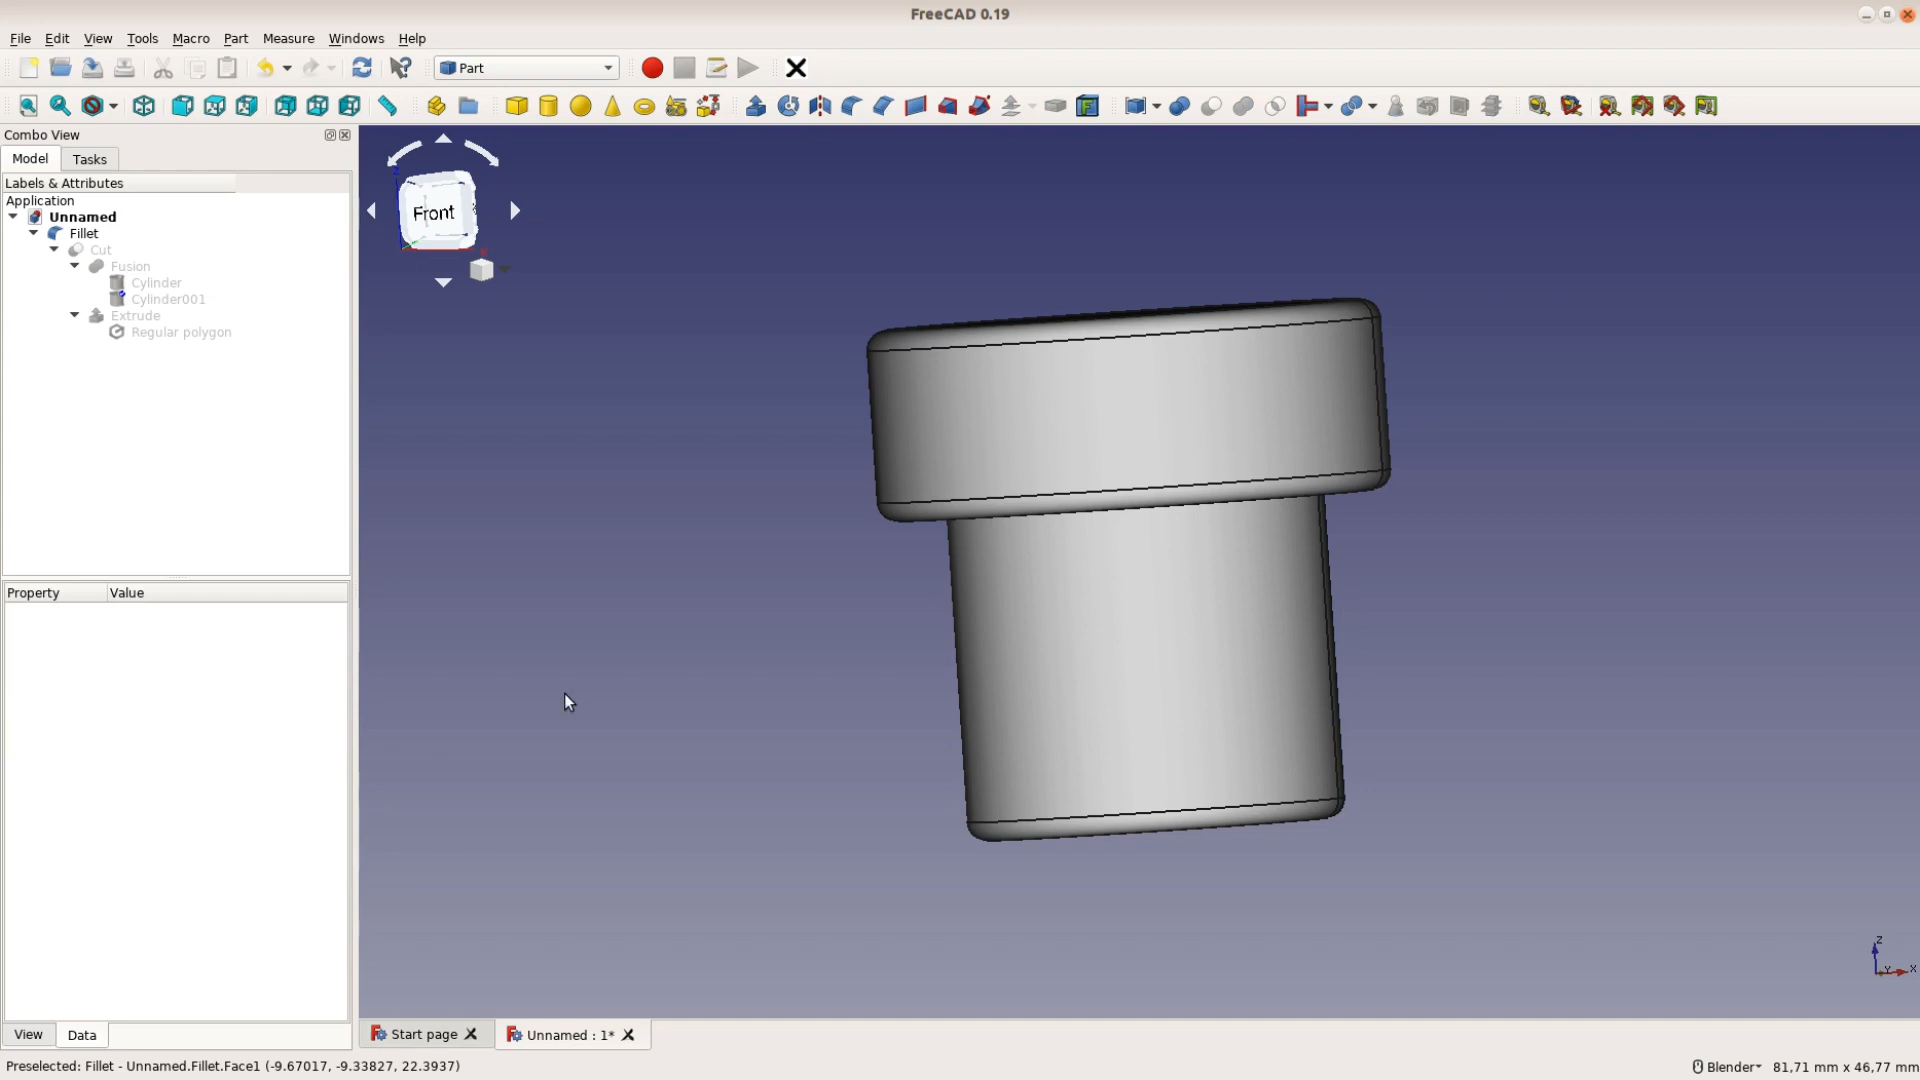 FreeCAD 0.19
File Edit View Tools Macro Part Measure Windows Help
Part
Combo View
Model Tasks
Labels & Attributes
Application
Unnamed
Fillet
Cut
Fusion
Cylinder
Cylinder001
Extrude
Regular polygon
Front
Property Value
View Data
Start page Unnamed : 1*
Z
Y X
Preselected: Fillet - Unnamed.Fillet.Face1 (-9.67017, -9.33827, 22.3937) Blender 81,71 mm x 46,77 mm